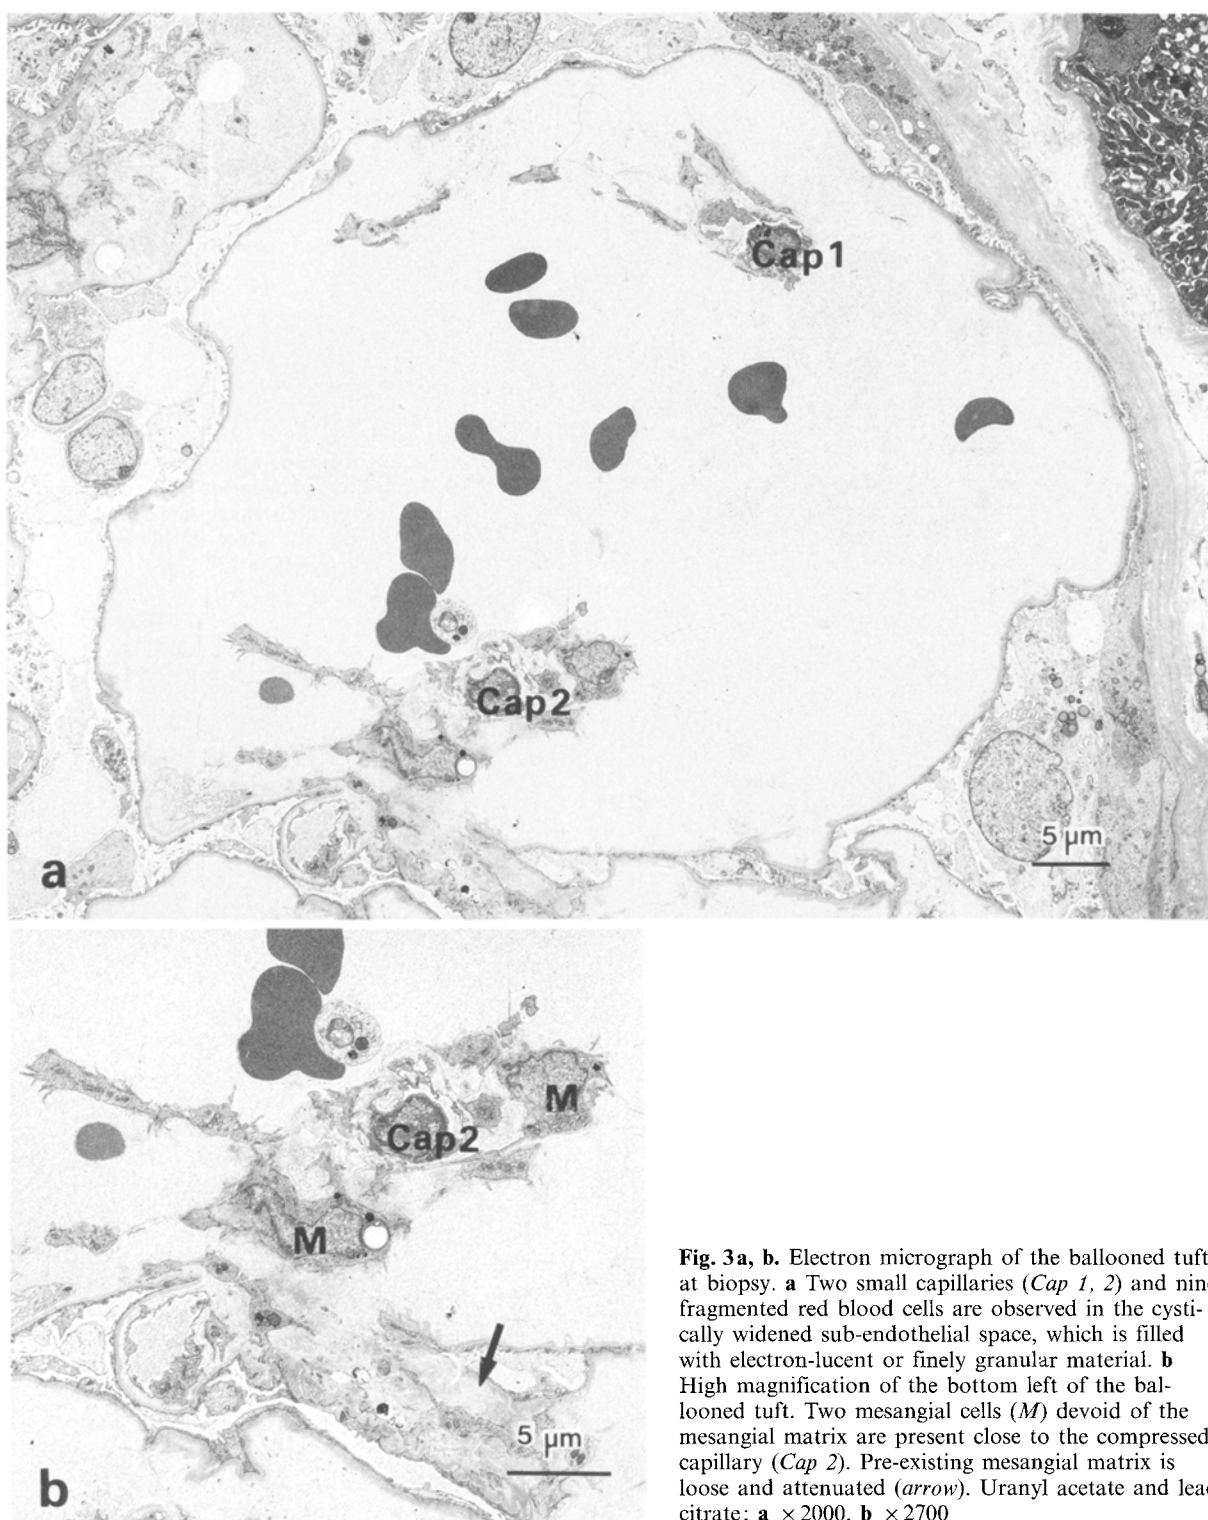 Cap1
Cap2
5 μm
a
M
Cap2
M
5 μm
b
Fig. 3a, b. Electron micrograph of the ballooned tuft
at biopsy. a Two small capillaries (Cap 1, 2) and nin
fragmented red blood cells are observed in the cysti-
cally widened sub-endothelial space, which is filled
with electron-lucent or finely granular material. b
High magnification of the bottom left of the bal-
looned tuft. Two mesangial cells (M) devoid of the
mesangial matrix are present close to the compressed
capillary (Cap 2). Pre-existing mesangial matrix is
loose and attenuated (arrow). Uranyl acetate and lea
citrate; a ×2000, b ×2700